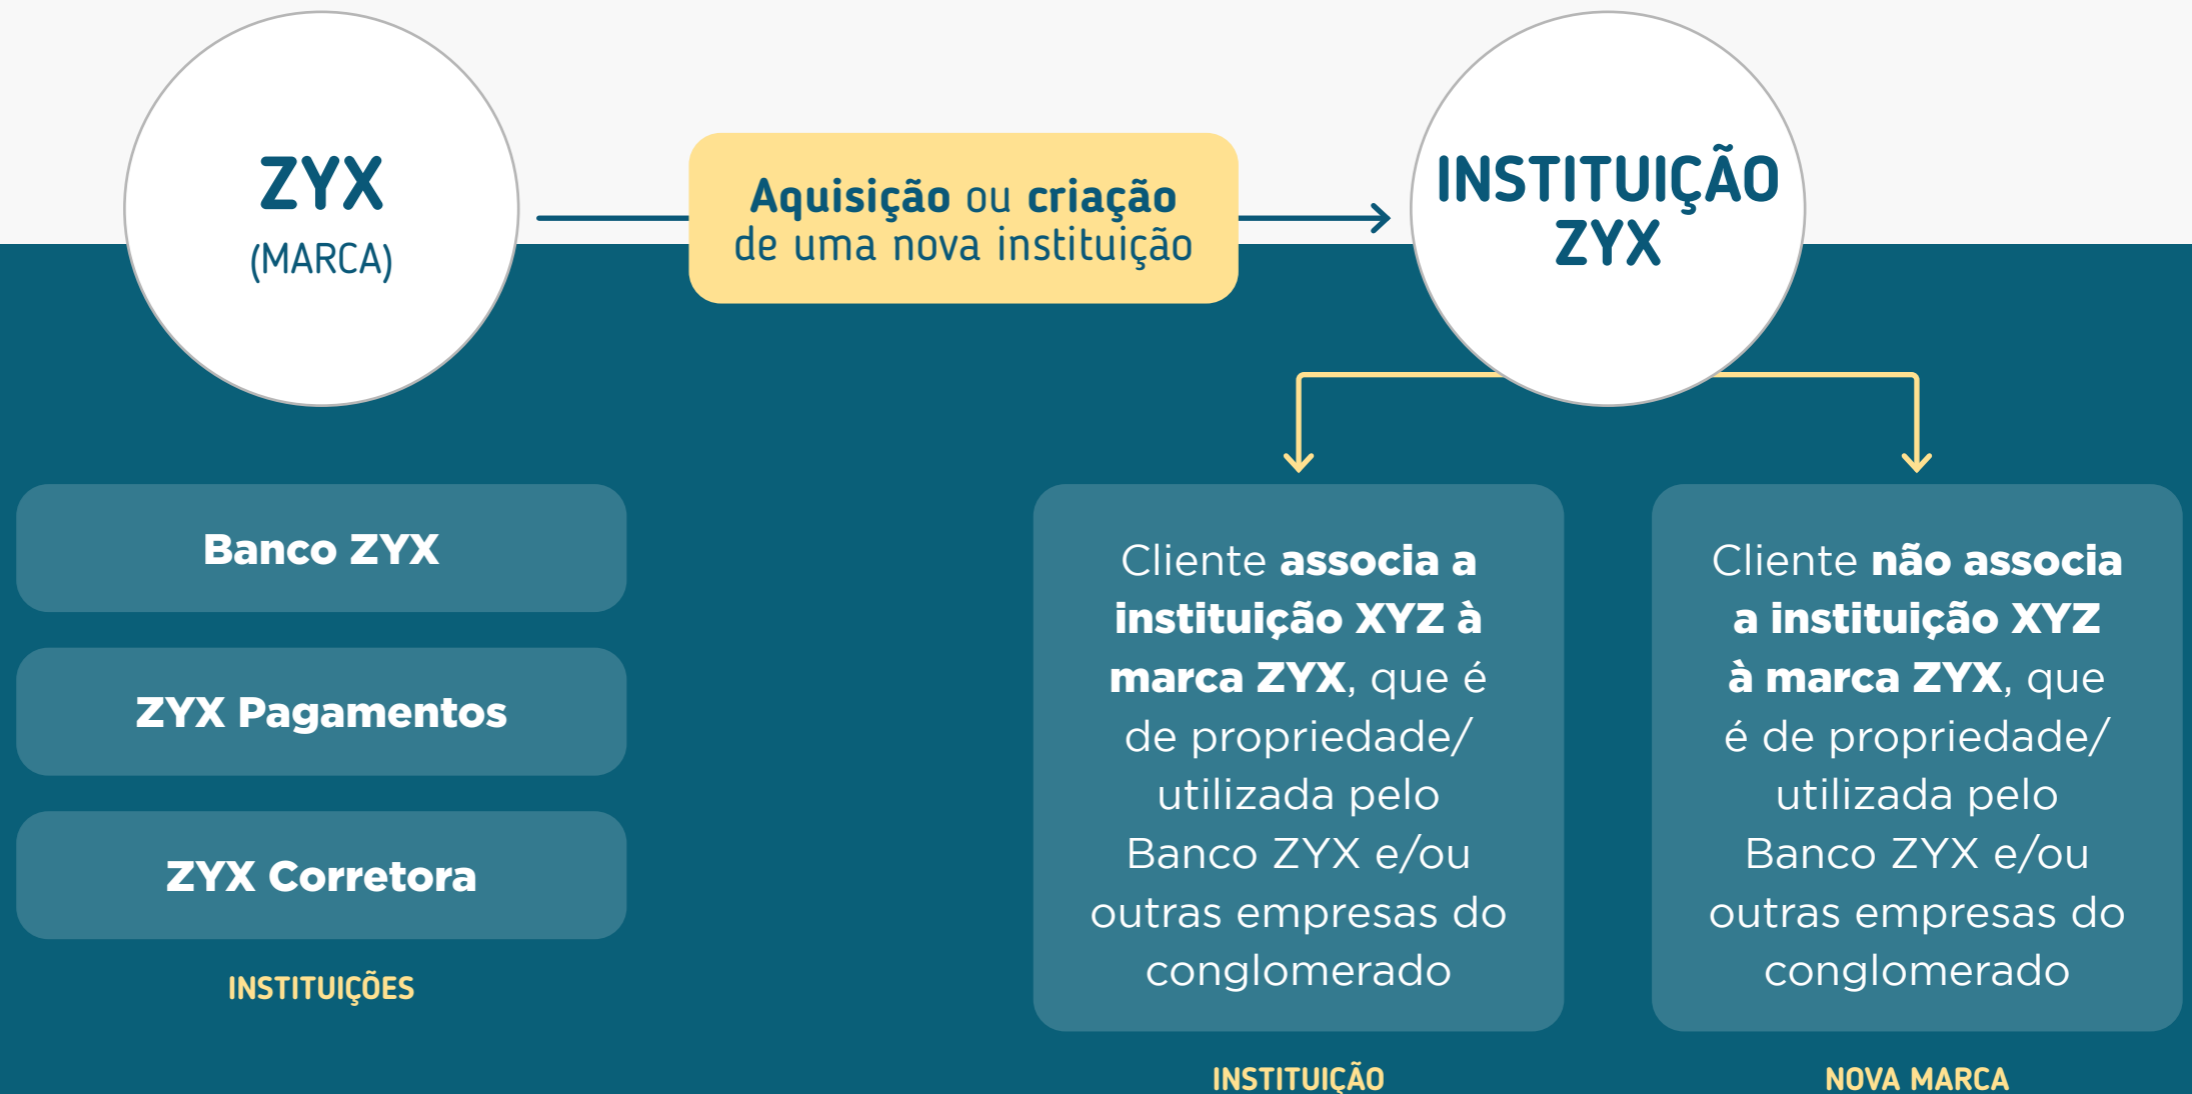 ZYX
(MARCA)
Aquisição ou criação
de uma nova instituição
INSTITUIÇÃO
ZYX
Banco ZYX
ZYX Pagamentos
ZYX Corretora
INSTITUIÇÕES
Cliente associa a
instituição XYZ à
marca ZYX, que é
de propriedade/
utilizada pelo
Banco ZYX e/ou
outras empresas do
conglomerado
INSTITUIÇÃO
Cliente não associa
a instituição XYZ
à marca ZYX, que
é de propriedade/
utilizada pelo
Banco ZYX e/ou
outras empresas do
conglomerado
NOVA MARCA